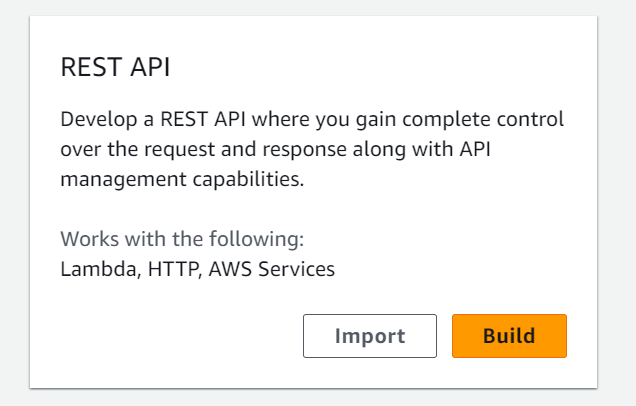 REST API
Develop a REST API where you gain complete control
over the request and response along with API
management capabilities.
Works with the following:
Lambda, HTTP, AWS Services
Import
Build